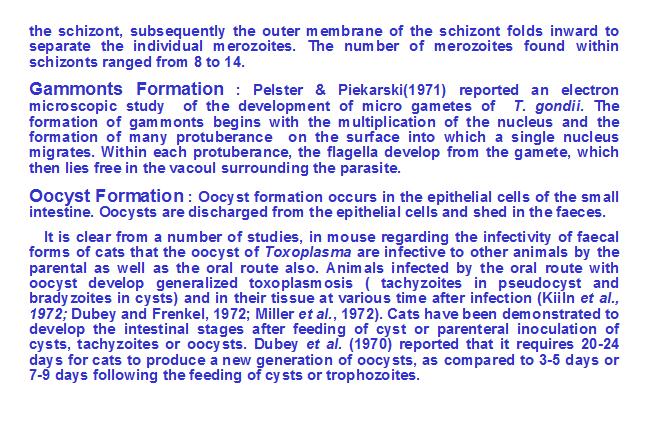 the schizont, subsequently the outer membrane of the schizont folds inward to
separate the individual merozoites. The number of merozoites found within
schizonts ranged from 8 to 14.
Gammonts Formation : Pelster & Piekarski(1971) reported an electron
microscopic study of the development of micro gametes of T. gondii. The
formation of gammonts begins with the multiplication of the nucleus and the
formation of many protuberance on the surface into which a single nucleus
migrates. Within each protuberance, the flagella develop from the gamete, which
then lies free in the vacoul surrounding the parasite.
Oocyst Formation : Oocyst formation occurs in the epithelial cells of the small
intestine. Oocysts are discharged from the epithelial cells and shed in the faeces.
It is clear from a number of studies, in mouse regarding the infectivity of faecal
forms of cats that the oocyst of Toxoplasma are infective to other animals by the
parental as well as the oral route also. Animals infected by the oral route with
oocyst develop generalized toxoplasmosis ( tachyzoites in pseudocyst and
bradyzoites in cysts) and in their tissue at various time after infection (Kiiln et al.,
1972; Dubey and Frenkel, 1972; Miller et al., 1972). Cats have been demonstrated to
develop the intestinal stages after feeding of cyst or parenteral inoculation of
cysts, tachyzoites or oocysts. Dubey et al. (1970) reported that it requires 20-24
days for cats to produce a new generation of oocysts, as compared to 3-5 days or
7-9 days following the feeding of cysts or trophozoites.